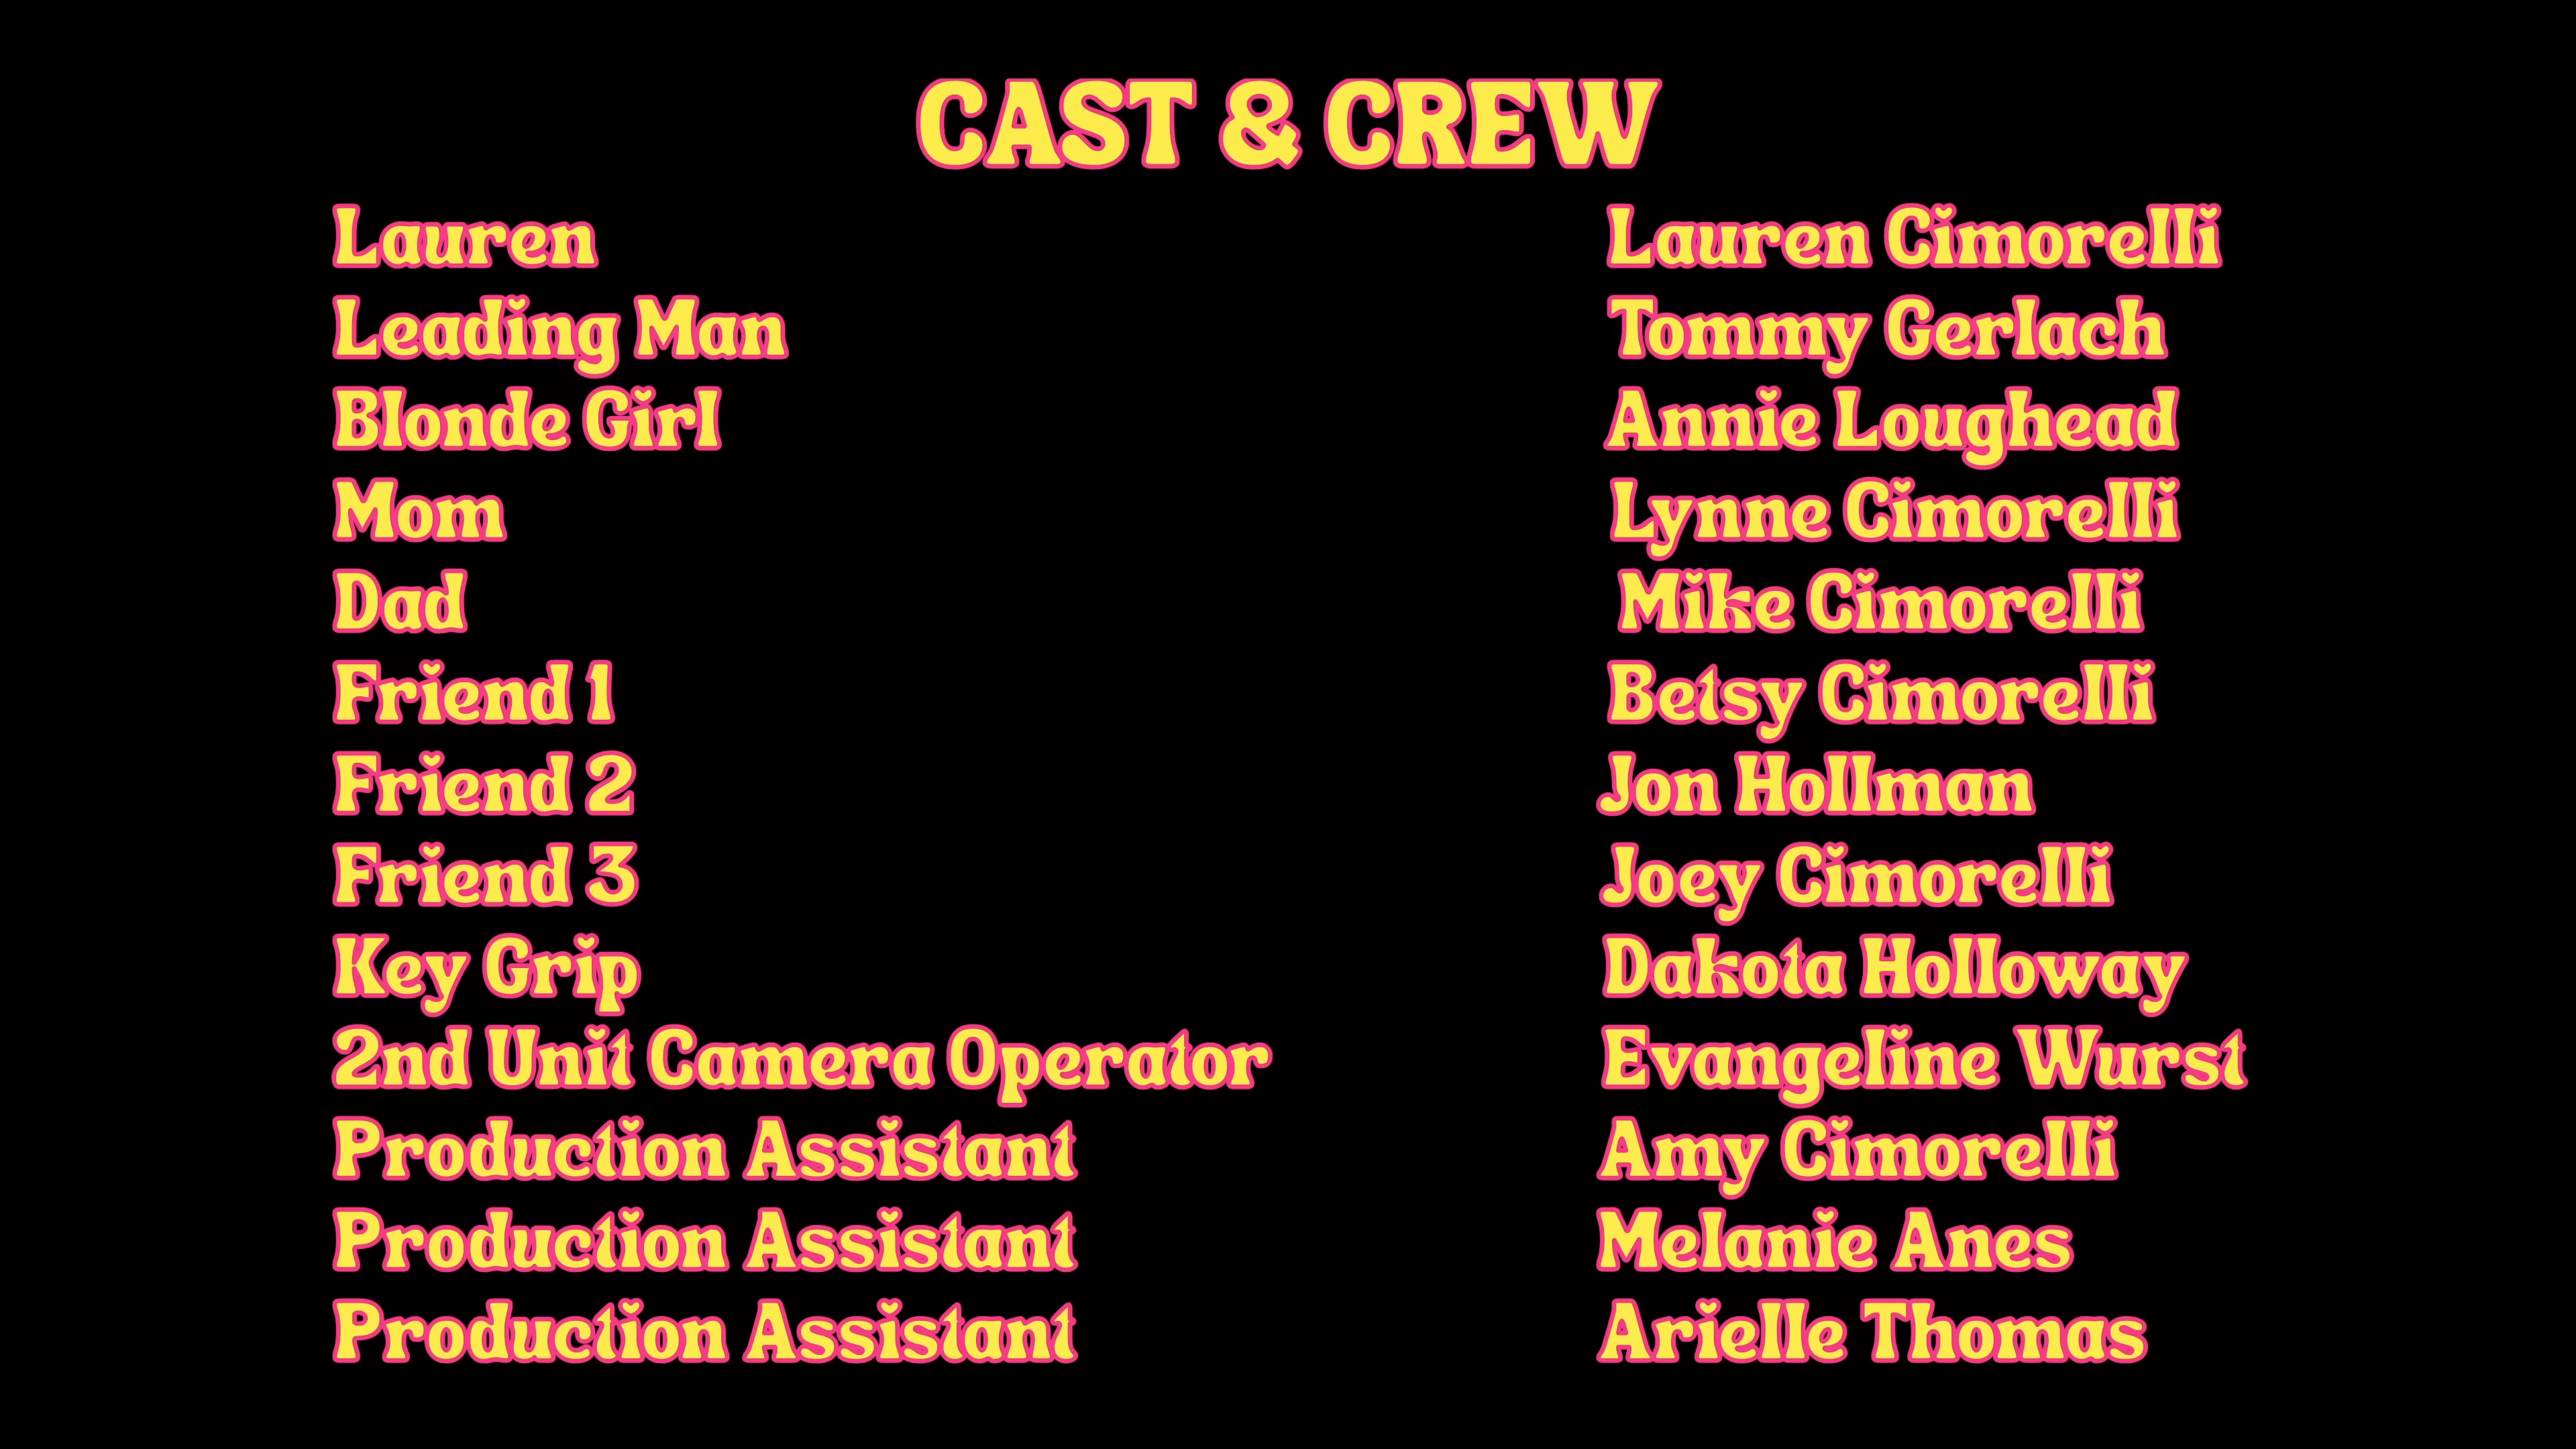 CAST & CREW
Lauren Lauren Cimorelli
Leading Man Tommy Gerlach
Blonde Girl Annie Loughead
Mom Lynne Cimorelli
Dad Mike Cimorelli
Friend 1 Betsy Cimorelli
Friend 2 Jon Hollman
Friend 3 Joey Cimorelli
Key Grip Dakota Holloway
2nd Unit Camera Operator Evangeline Wurst
Production Assistant Amy Cimorelli
Production Assistant Melanie Anes
Production Assistant Arielle Thomas